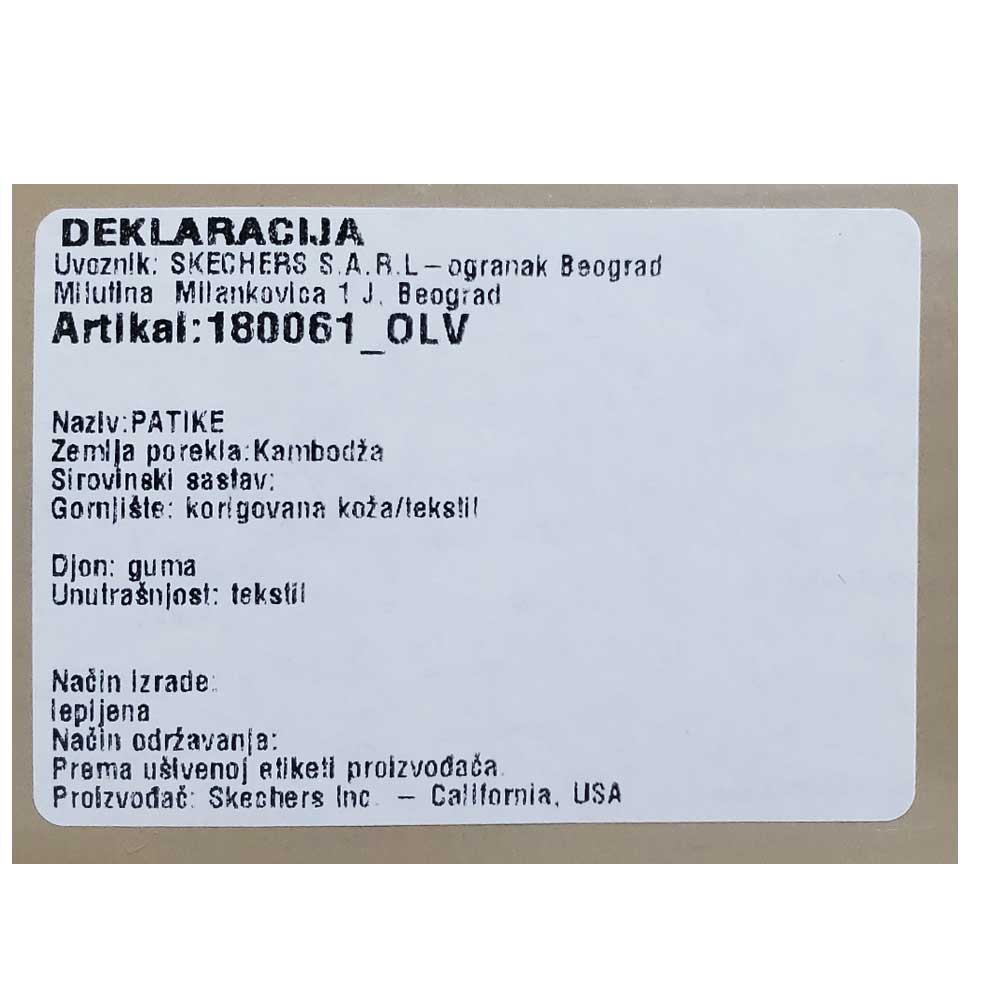 DEKLARACIJA
Uvoznik: SKECHERS S.A.R.L-ogranak Beograd
Milutina Milankovica 1 J, Beograd
Artikal:180061_OLV
Naziv:PATIKE
Zemlja porekla:Kambodža
Sirovinski sastav:
Gornjište: korigovana koža/tekstil
Djon: guma
Unutrašnjost: tekstil
Način izrade:
lepljena
Način održavanja:
Prema ušivenoj etiketi proizvođača.
Proizvođač: Skechers Inc. – California, USA